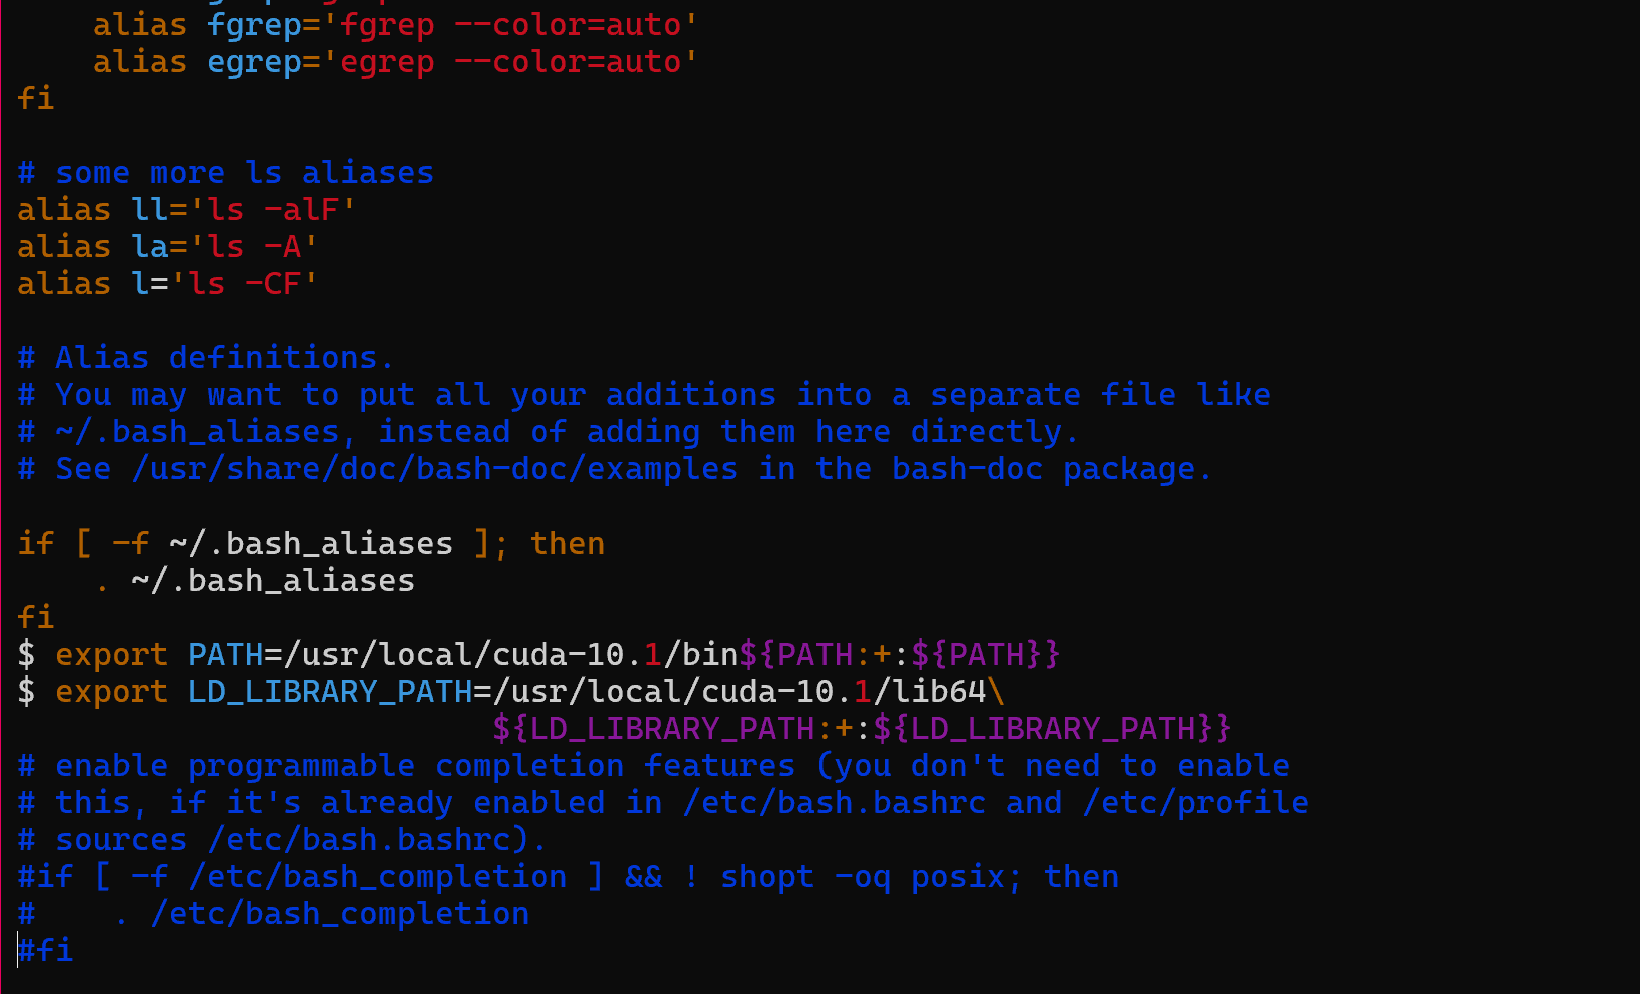 alias fgrep='fgrep --color=auto'
    alias egrep='egrep --color=auto'
fi

# some more ls aliases
alias ll='ls -alF'
alias la='ls -A'
alias l='ls -CF'

# Alias definitions.
# You may want to put all your additions into a separate file like
# ~/.bash_aliases, instead of adding them here directly.
# See /usr/share/doc/bash-doc/examples in the bash-doc package.

if [ -f ~/.bash_aliases ]; then
    . ~/.bash_aliases
fi
$ export PATH=/usr/local/cuda-10.1/bin${PATH:+:${PATH}}
$ export LD_LIBRARY_PATH=/usr/local/cuda-10.1/lib64\
                         ${LD_LIBRARY_PATH:+:${LD_LIBRARY_PATH}}
# enable programmable completion features (you don't need to enable
# this, if it's already enabled in /etc/bash.bashrc and /etc/profile
# sources /etc/bash.bashrc).
#if [ -f /etc/bash_completion ] && ! shopt -oq posix; then
#    . /etc/bash_completion
#fi